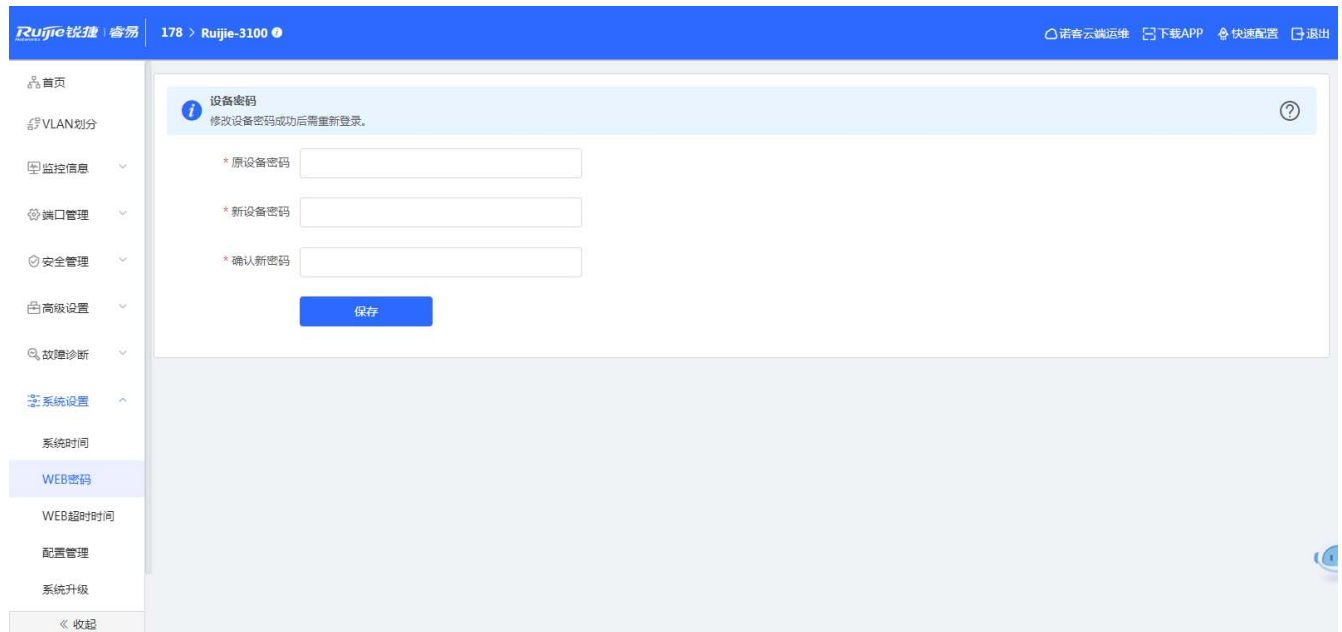 Ruijie锐捷 | 睿易
178 > Ruijie-3100
诺客云端运维 下载APP 快速配置 退出
首页
VLAN划分
监控信息
端口管理
安全管理
高级设置
故障诊断
系统设置
系统时间
WEB密码
WEB超时时间
配置管理
系统升级
《 收起
设备密码
修改设备密码成功后需重新登录。
* 原设备密码
* 新设备密码
* 确认新密码
保存